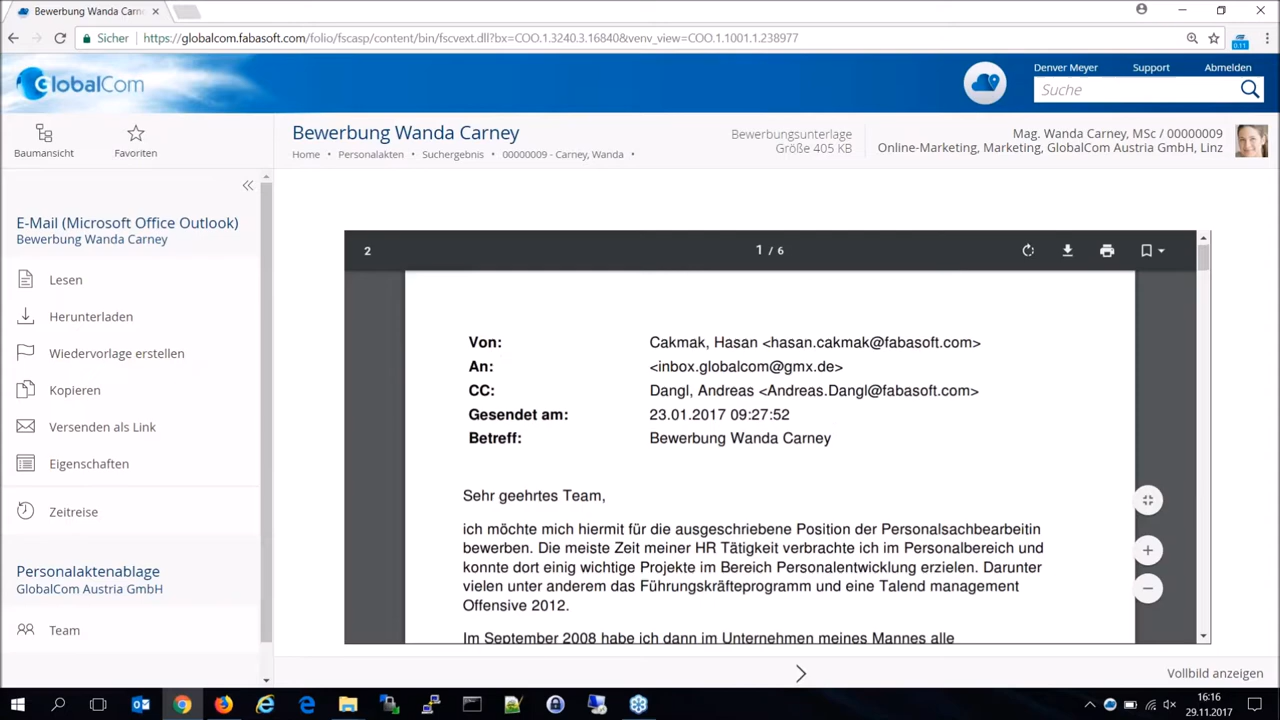 Bewerbung Wanda Carne
Sicher
https://globalcom.fabasoft.com/folio/fscasp/content/bin/fscvext.dll?bx=COO.1.3240.3.16840&venv_view=COO.1.1001.1.238977
0.11
GlobalCom
Denver Meyer
Support
Abmelden
Suche
Baumansicht
Favoriten
Bewerbung Wanda Carney
Home • Personalakten • Suchergebnis • 00000009 - Carney, Wanda •
Bewerbungsunterlage
Größe 405 KB
Mag. Wanda Carney, MSc / 00000009
Online-Marketing, Marketing, GlobalCom Austria GmbH, Linz
E-Mail (Microsoft Office Outlook)
Bewerbung Wanda Carney
Lesen
Herunterladen
Wiedervorlage erstellen
Kopieren
Versenden als Link
Eigenschaften
Zeitreise
Personalaktenablage
GlobalCom Austria GmbH
Team
2
1 / 6
Von: Cakmak, Hasan <hasan.cakmak@fabasoft.com>
An: <inbox.globalcom@gmx.de>
CC: Dangl, Andreas <Andreas.Dangl@fabasoft.com>
Gesendet am: 23.01.2017 09:27:52
Betreff: Bewerbung Wanda Carney
Sehr geehrtes Team,
ich möchte mich hiermit für die ausgeschriebene Position der Personalsachbearbeitin
bewerben. Die meiste Zeit meiner HR Tätigkeit verbrachte ich im Personalbereich und
konnte dort einig wichtige Projekte im Bereich Personalentwicklung erzielen. Darunter
vielen unter anderem das Führungskräfteprogramm und eine Talend management
Offensive 2012.
Im September 2008 habe ich dann im Unternehmen meines Mannes alle
Vollbild anzeigen
16:16
29.11.2017